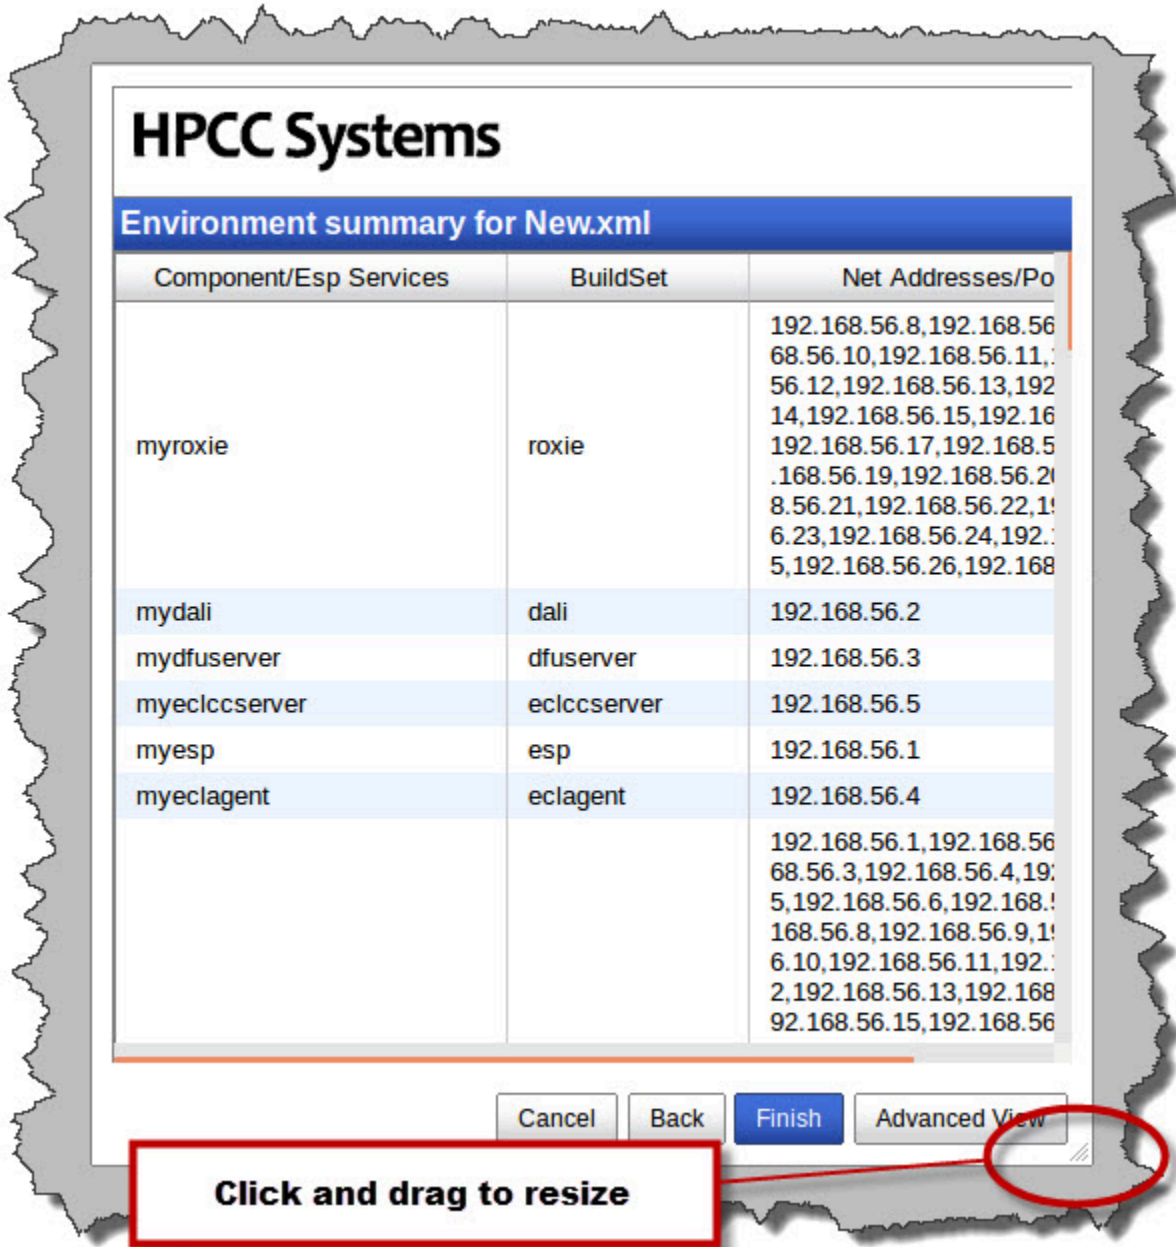 HPCC Systems
Environment summary for New.xml
Component/Esp Services BuildSet Net Addresses/Po
192.168.56.8,192.168.56
68.56.10,192.168.56.11,
56.12,192.168.56.13,192
14,192.168.56.15,192.16
myroxie roxie 192.168.56.17,192.168.5
.168.56.19,192.168.56.20
8.56.21,192.168.56.22,19
6.23,192.168.56.24,192.
5,192.168.56.26,192.168
mydali dali 192.168.56.2
mydfuserver dfuserver 192.168.56.3
myeclccserver eclccserver 192.168.56.5
myesp esp 192.168.56.1
myeclagent eclagent 192.168.56.4
192.168.56.1,192.168.56
68.56.3,192.168.56.4,192
5,192.168.56.6,192.168.
168.56.8,192.168.56.9,19
6.10,192.168.56.11,192.
2,192.168.56.13,192.168
92.168.56.15,192.168.56
Cancel Back Finish Advanced View
Click and drag to resize